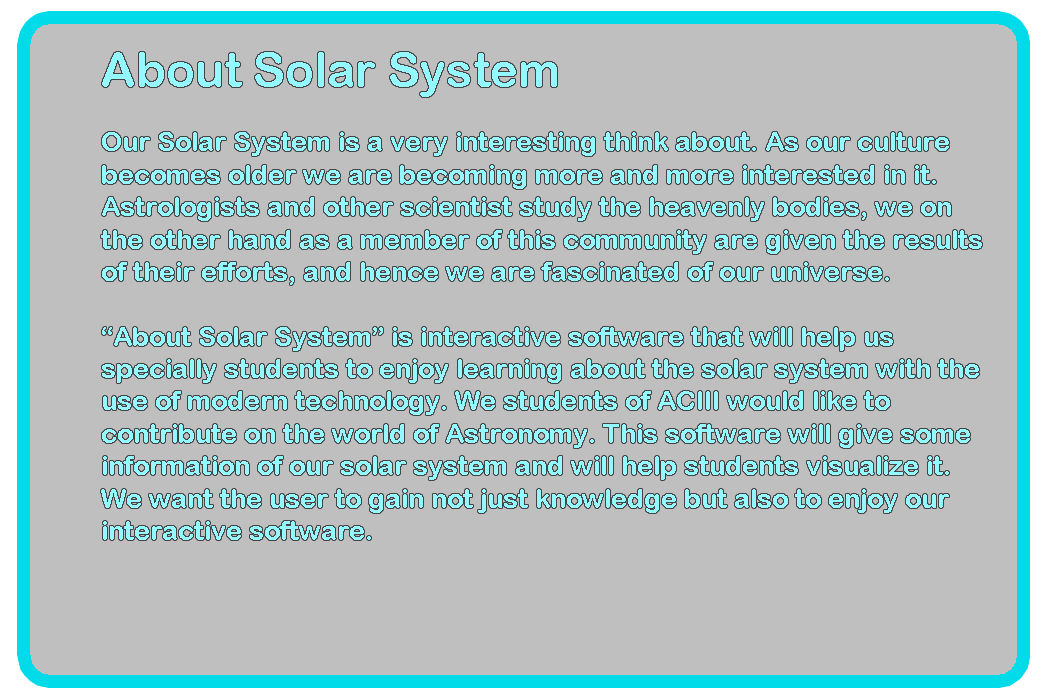 About Solar System
Our Solar System is a very interesting think about. As our culture
becomes older we are becoming more and more interested in it.
Astrologists and other scientist study the heavenly bodies, we on
the other hand as a member of this community are given the results
of their efforts, and hence we are fascinated of our universe.
“About Solar System” is interactive software that will help us
specially students to enjoy learning about the solar system with the
use of modern technology. We students of ACIII would like to
contribute on the world of Astronomy. This software will give some
information of our solar system and will help students visualize it.
We want the user to gain not just knowledge but also to enjoy our
interactive software.